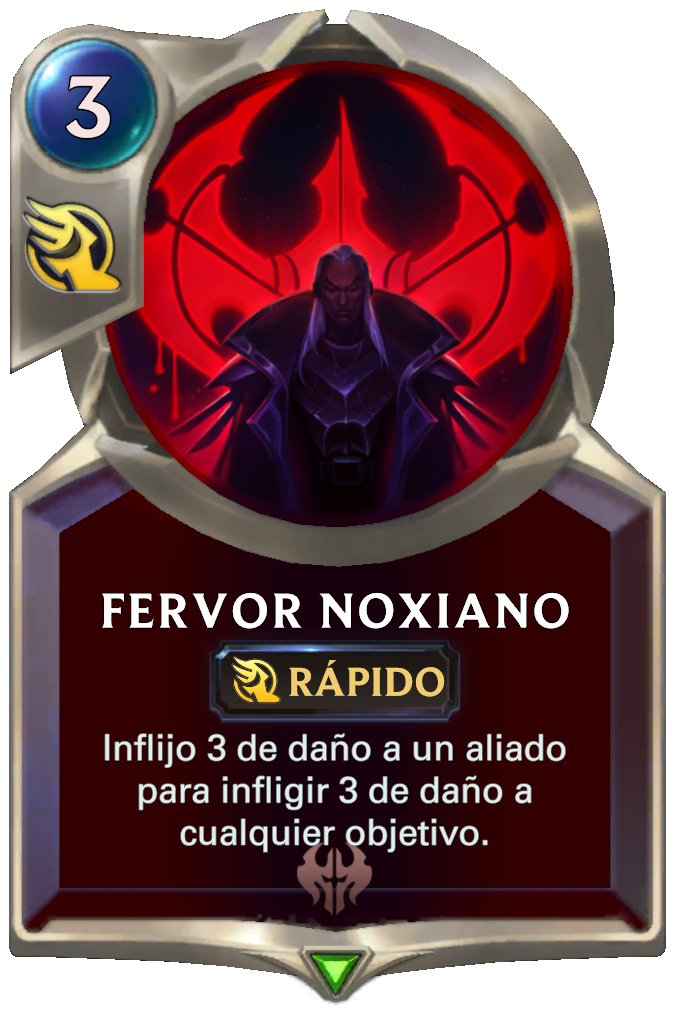 3
FERVOR NOXIANO
RÁPIDO
Inflijo 3 de daño a un aliado
para infligir 3 de daño a
cualquier objetivo.